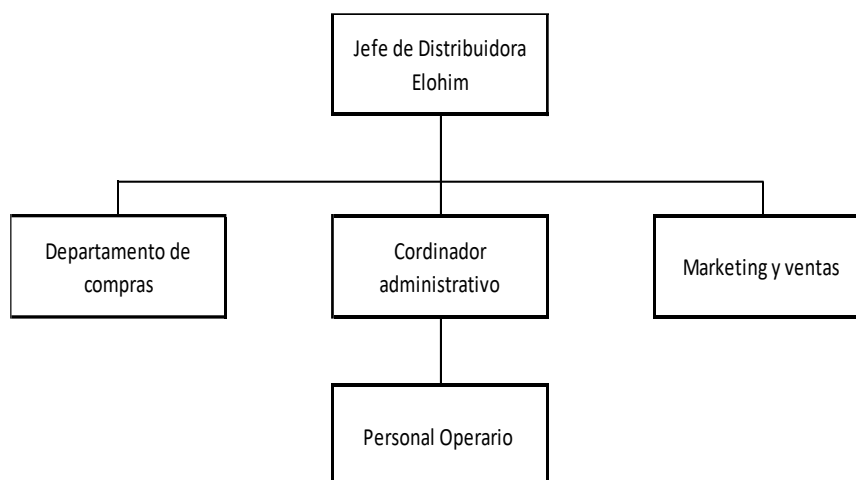 Jefe de Distribuidora
Elohim
Departamento de
compras
Cordinador
administrativo
Marketing y ventas
Personal Operario